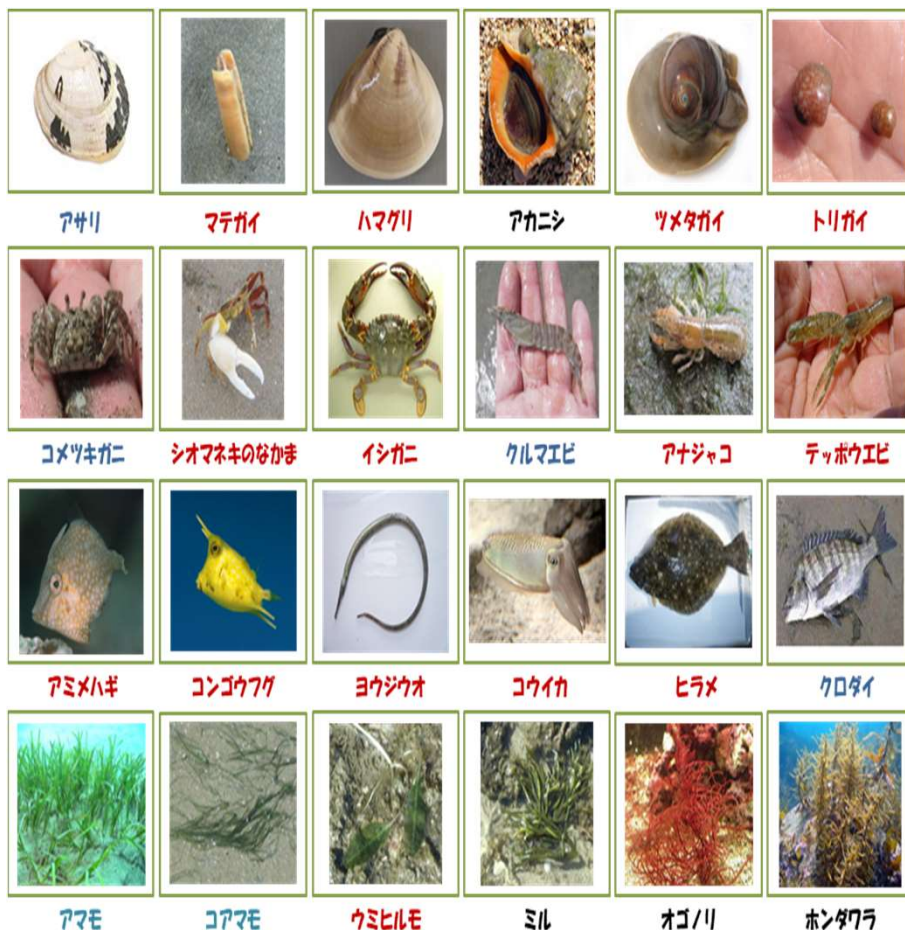 アサリ マテガイ ハマグリ アカニシ ツメタガイ トリガイ
コメツキガニ シオマネキのなかま イシガニ クルマエビ アナジャコ テッポウエビ
アミメハギ コンゴウフグ ヨウジウオ コウイカ ヒラメ クロダイ
アマモ コアマモ ウミヒルモ ミル オゴノリ ホンダワラ